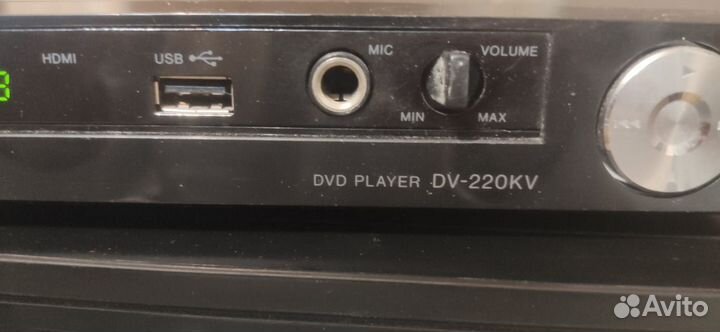 HDMI
USB
MIC
VOLUME
MIN
MAX
DVD PLAYER DV-220KV
Avito